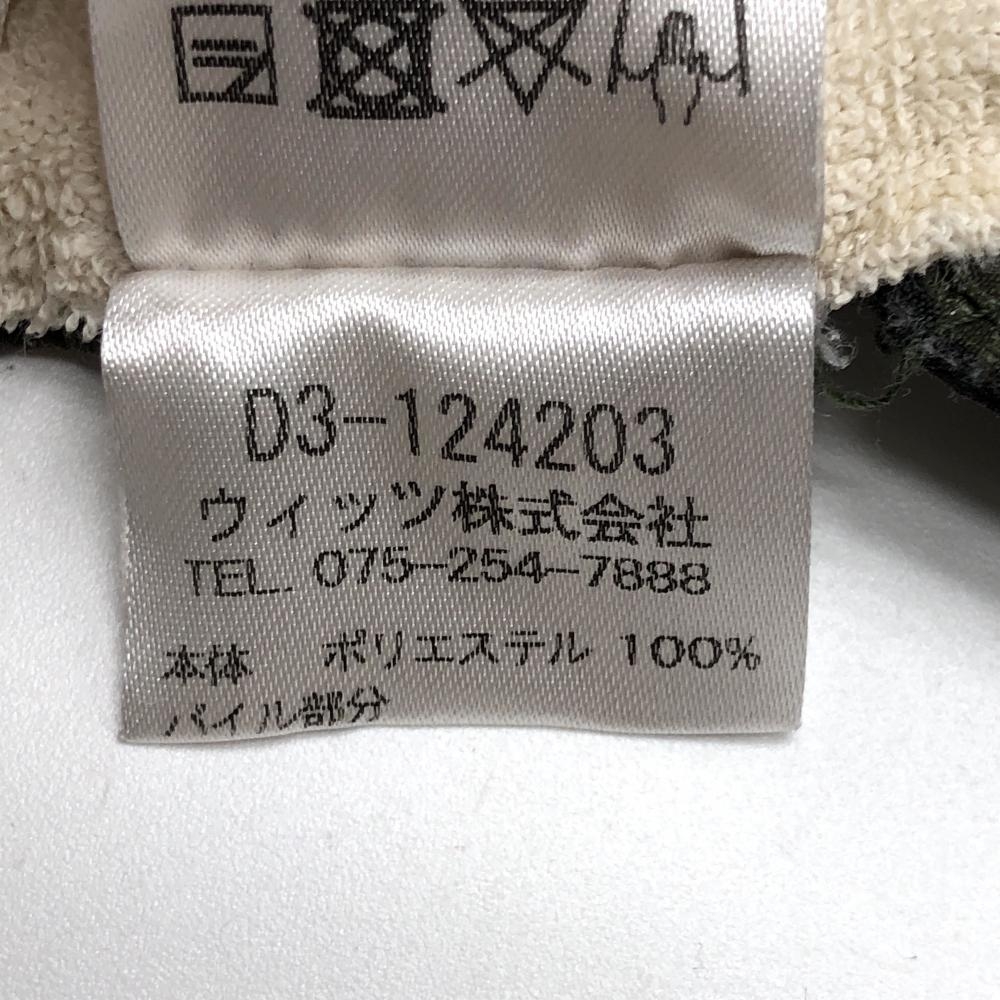 D3-124203
ウィッツ株式会社
TEL. 075-254-7888
本体 ポリエステル 100%
パイル部分